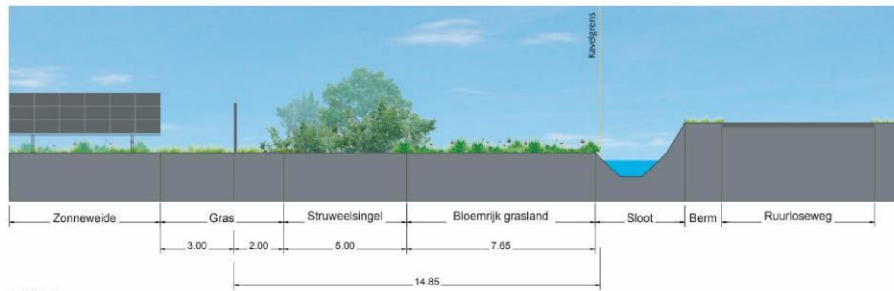 Kavelgrens
Zonneweide Gras Struweelsingel Bloemrijk grasland Sloot Berm Ruurloseweg
3.00 2.00 5.00 7.65
14.85